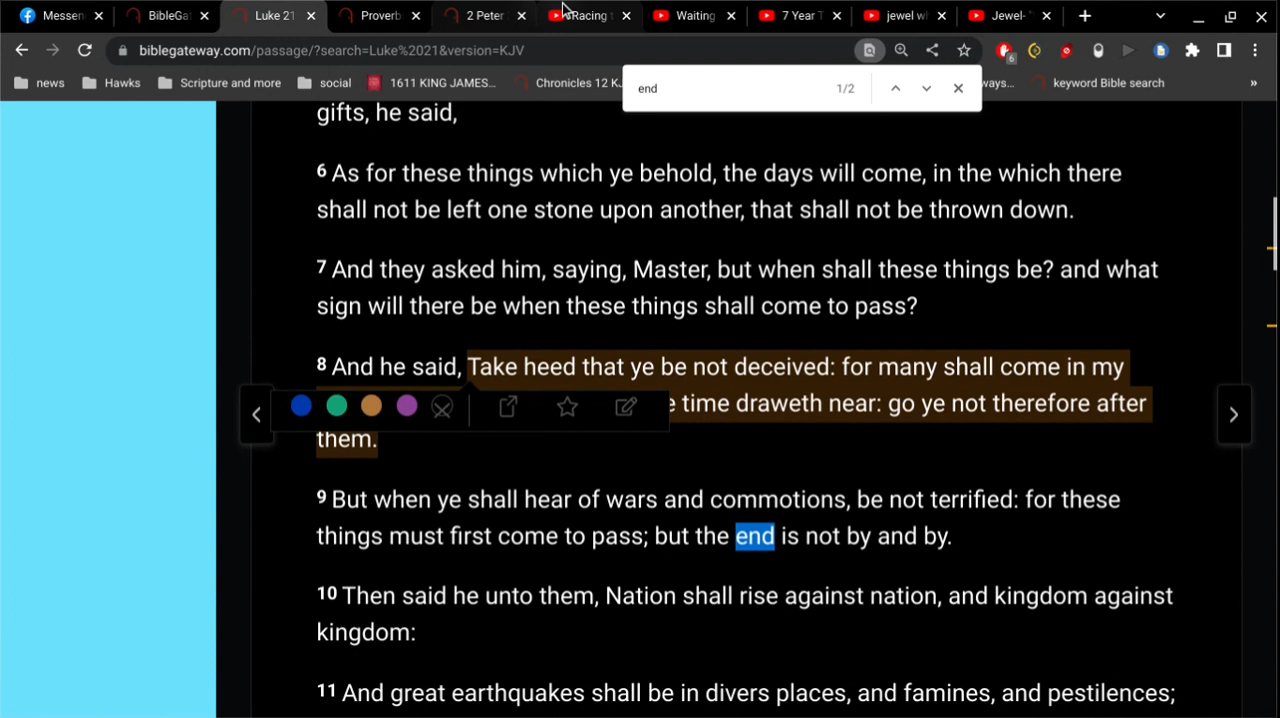 Messen
BibleGa
Luke 21
Proverb
2 Peter
Racing
Waiting
7 Year T
jewel w
Jewel-
biblegateway.com/passage/?search=Luke%2021&version=KJV
6
news
Hawks
Scripture and more
social
1611 KING JAMES...
Chronicles 12 K
ways...
keyword Bible search
»
end 1/2
gifts, he said,
6 As for these things which ye behold, the days will come, in the which there
shall not be left one stone upon another, that shall not be thrown down.
7 And they asked him, saying, Master, but when shall these things be? and what
sign will there be when these things shall come to pass?
8 And he said, Take heed that ye be not deceived: for many shall come in my
e time draweth near: go ye not therefore after
them.
9 But when ye shall hear of wars and commotions, be not terrified: for these
things must first come to pass; but the end is not by and by.
10 Then said he unto them, Nation shall rise against nation, and kingdom against
kingdom:
11 And great earthquakes shall be in divers places, and famines, and pestilences;